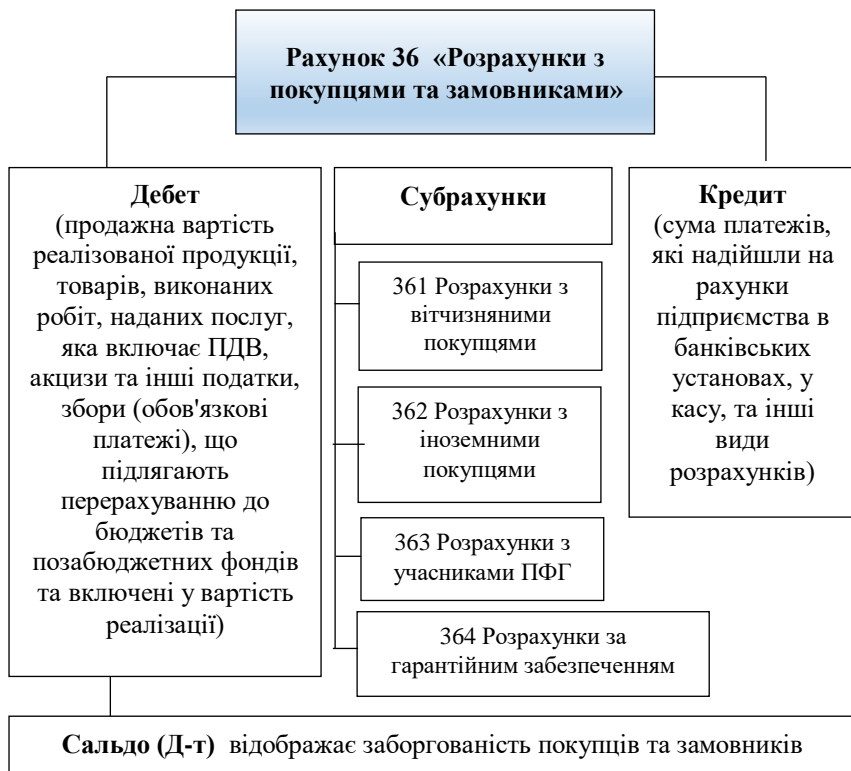 Рахунок 36 «Розрахунки з
покупцями та замовниками»
Дебет
(продажна вартість
реалізованої продукції,
товарів, виконаних
робіт, наданих послуг,
яка включає ПДВ,
акцизи та інші податки,
збори (обов'язкові
платежі), що
підлягають
перерахуванню до
бюджетів та
позабюджетних фондів
та включені у вартість
реалізації)
Субрахунки
361 Розрахунки з
вітчизняними
покупцями
362 Розрахунки з
іноземними
покупцями
363 Розрахунки з
учасниками ПФГ
364 Розрахунки за
гарантійним забезпеченням
Кредит
(сума платежів,
які надійшли на
рахунки
підприємства в
банківських
установах, у
касу, та інші
види
розрахунків)
Сальдо (Д-т) відображає заборгованість покупців та замовників